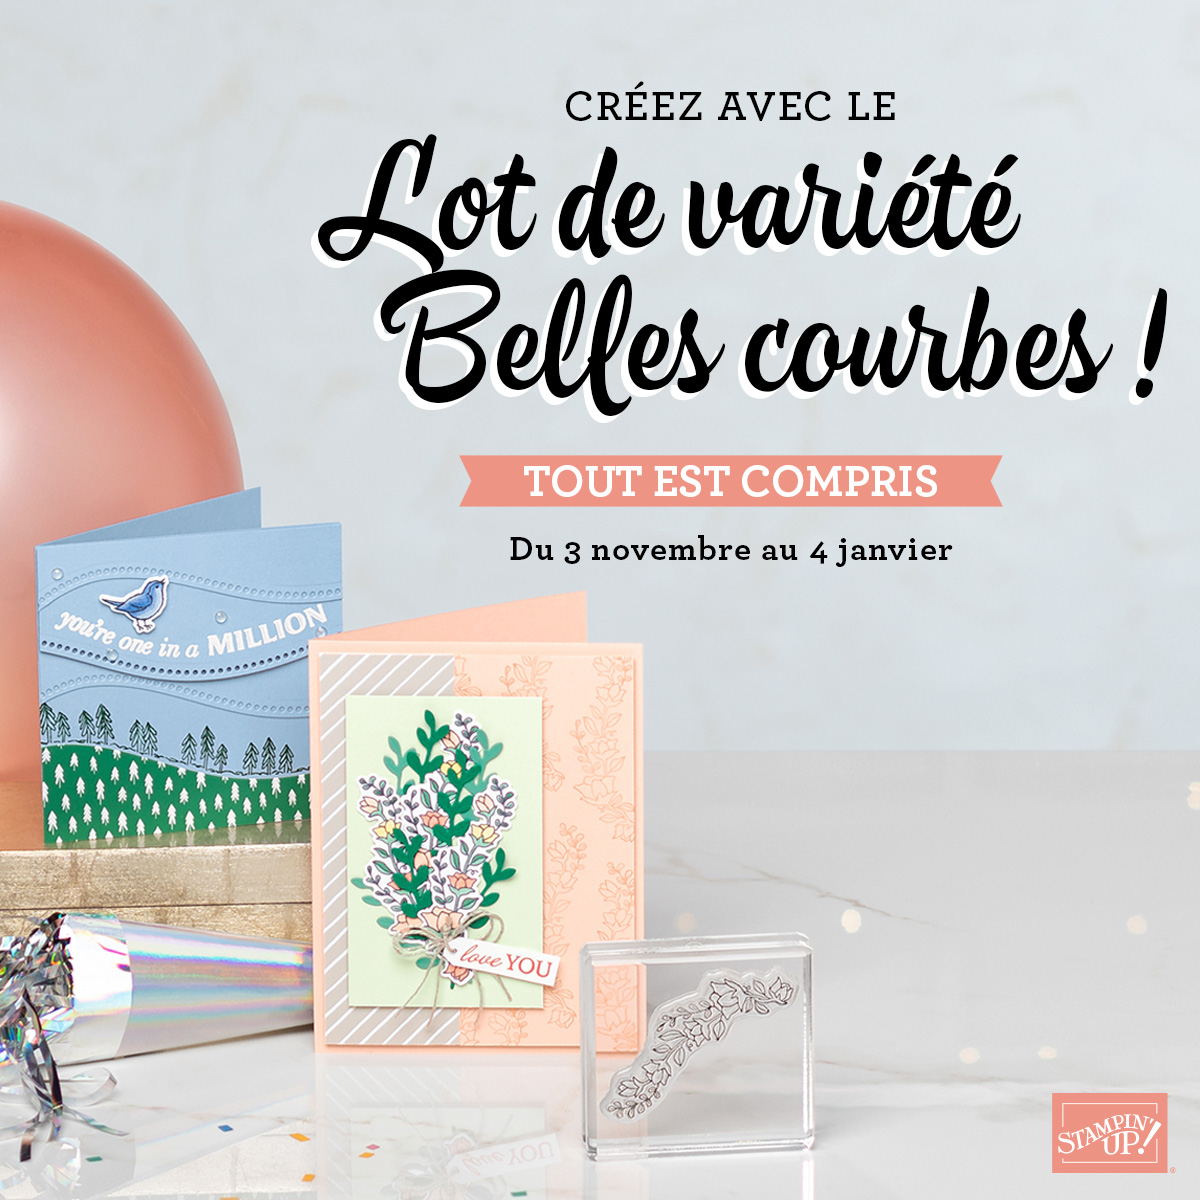 CRÉEZ AVEC LE
Lot de variété
Belles courbes !
TOUT EST COMPRIS
Du 3 novembre au 4 janvier
you're one in a MILLION
love YOU
STAMPIN'
UP!®